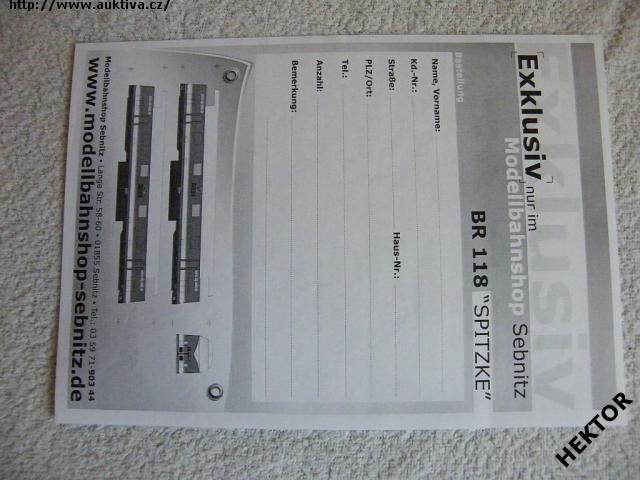 http://www.auktiva.cz/
Exklusiv
Exklusiv nur im
Modellbahnshop Sebnitz
BR 118 "SPITZKE"
Bestellung
Name, Vorname:
Kd.-Nr.:
Straße: Haus-Nr.:
PLZ/Ort:
Tel.:
Anzahl:
Bemerkung:
Modellbahnshop Sebnitz • Lange Str. 58-60 • 01855 Sebnitz • Tel.: 03 59 71-903 44
www.modellbahnshop-sebnitz.de
HEKTOR